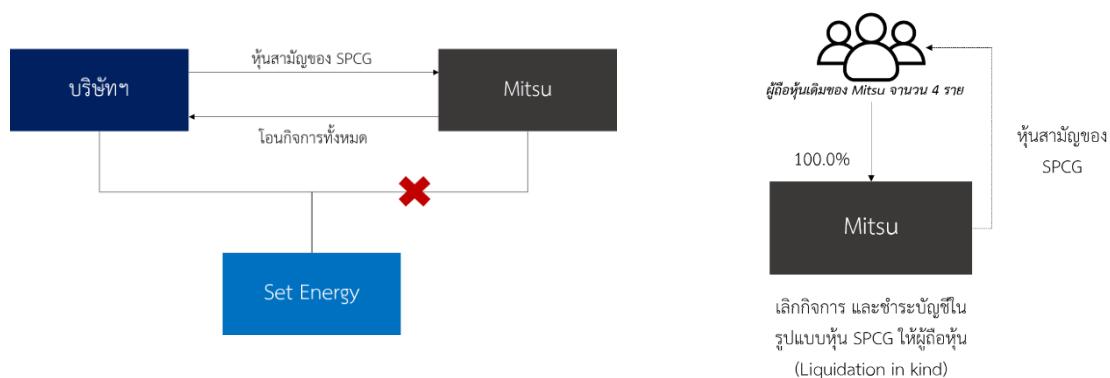 หุ้นสามัญของ SPCG
บริษัทฯ
Mitsu
โอนกิจการทั้งหมด
Set Energy
ผู้ถือหุ้นเดิมของ Mitsu จำนวน 4 ราย
หุ้นสามัญของ
SPCG
100.0%
Mitsu
เลิกกิจการ และชำระบัญชีใน
รูปแบบหุ้น SPCG ให้ผู้ถือหุ้น
(Liquidation in kind)